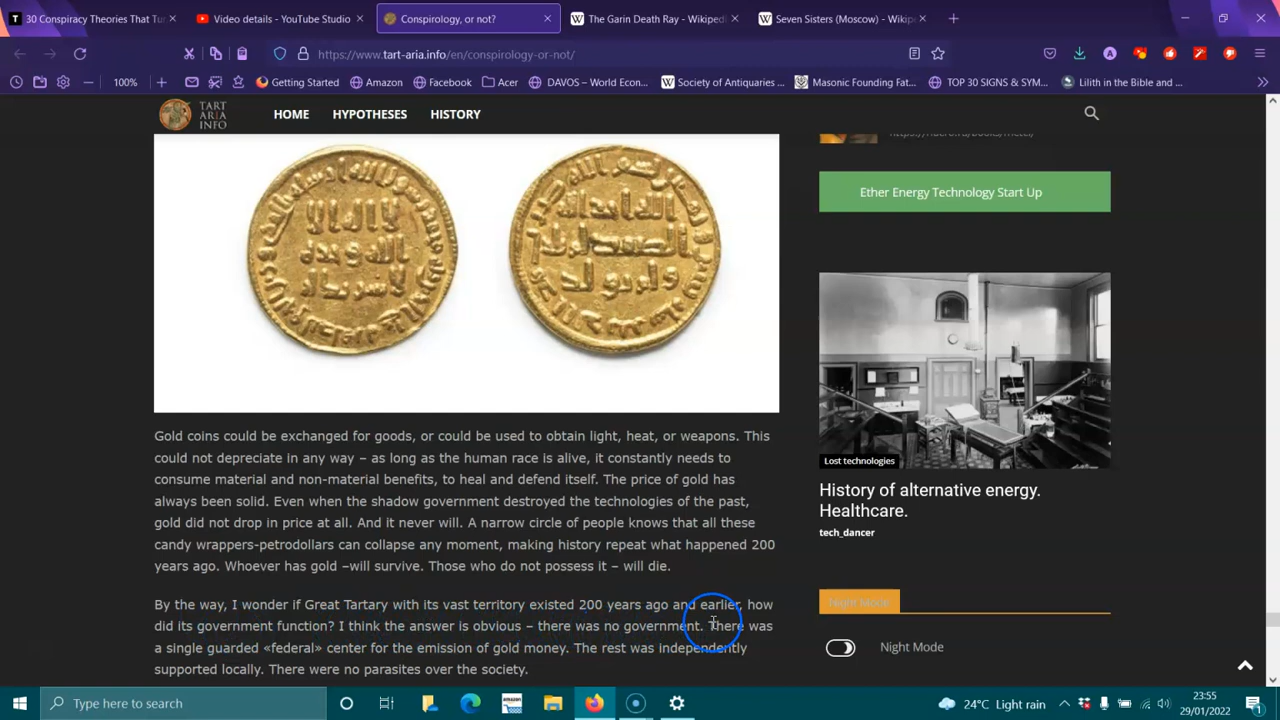 30 Conspiracy Theories That Tur
Video details - YouTube Studio
Conspirology, or not?
The Garin Death Ray - Wikiped
Seven Sisters (Moscow) - Wikip
https://www.tart-aria.info/en/conspirology-or-not/
100%
Getting Started
Amazon
Facebook
Acer
DAVOS – World Econ...
Society of Antiquaries ...
Masonic Founding Fat...
TOP 30 SIGNS & SYM...
Lilith in the Bible and ...
TART
ARIA
INFO
HOME
HYPOTHESES
HISTORY
Ether Energy Technology Start Up
Gold coins could be exchanged for goods, or could be used to obtain light, heat, or weapons. This
could not depreciate in any way – as long as the human race is alive, it constantly needs to
consume material and non-material benefits, to heal and defend itself. The price of gold has
always been solid. Even when the shadow government destroyed the technologies of the past,
gold did not drop in price at all. And it never will. A narrow circle of people knows that all these
candy wrappers-petrodollars can collapse any moment, making history repeat what happened 200
years ago. Whoever has gold –will survive. Those who do not possess it – will die.
By the way, I wonder if Great Tartary with its vast territory existed 200 years ago and earlier, how
did its government function? I think the answer is obvious – there was no government. There was
a single guarded «federal» center for the emission of gold money. The rest was independently
supported locally. There were no parasites over the society.
Lost technologies
History of alternative energy.
Healthcare.
tech_dancer
Night Mode
Night Mode
Type here to search
24°C Light rain
23:55
29/01/2022